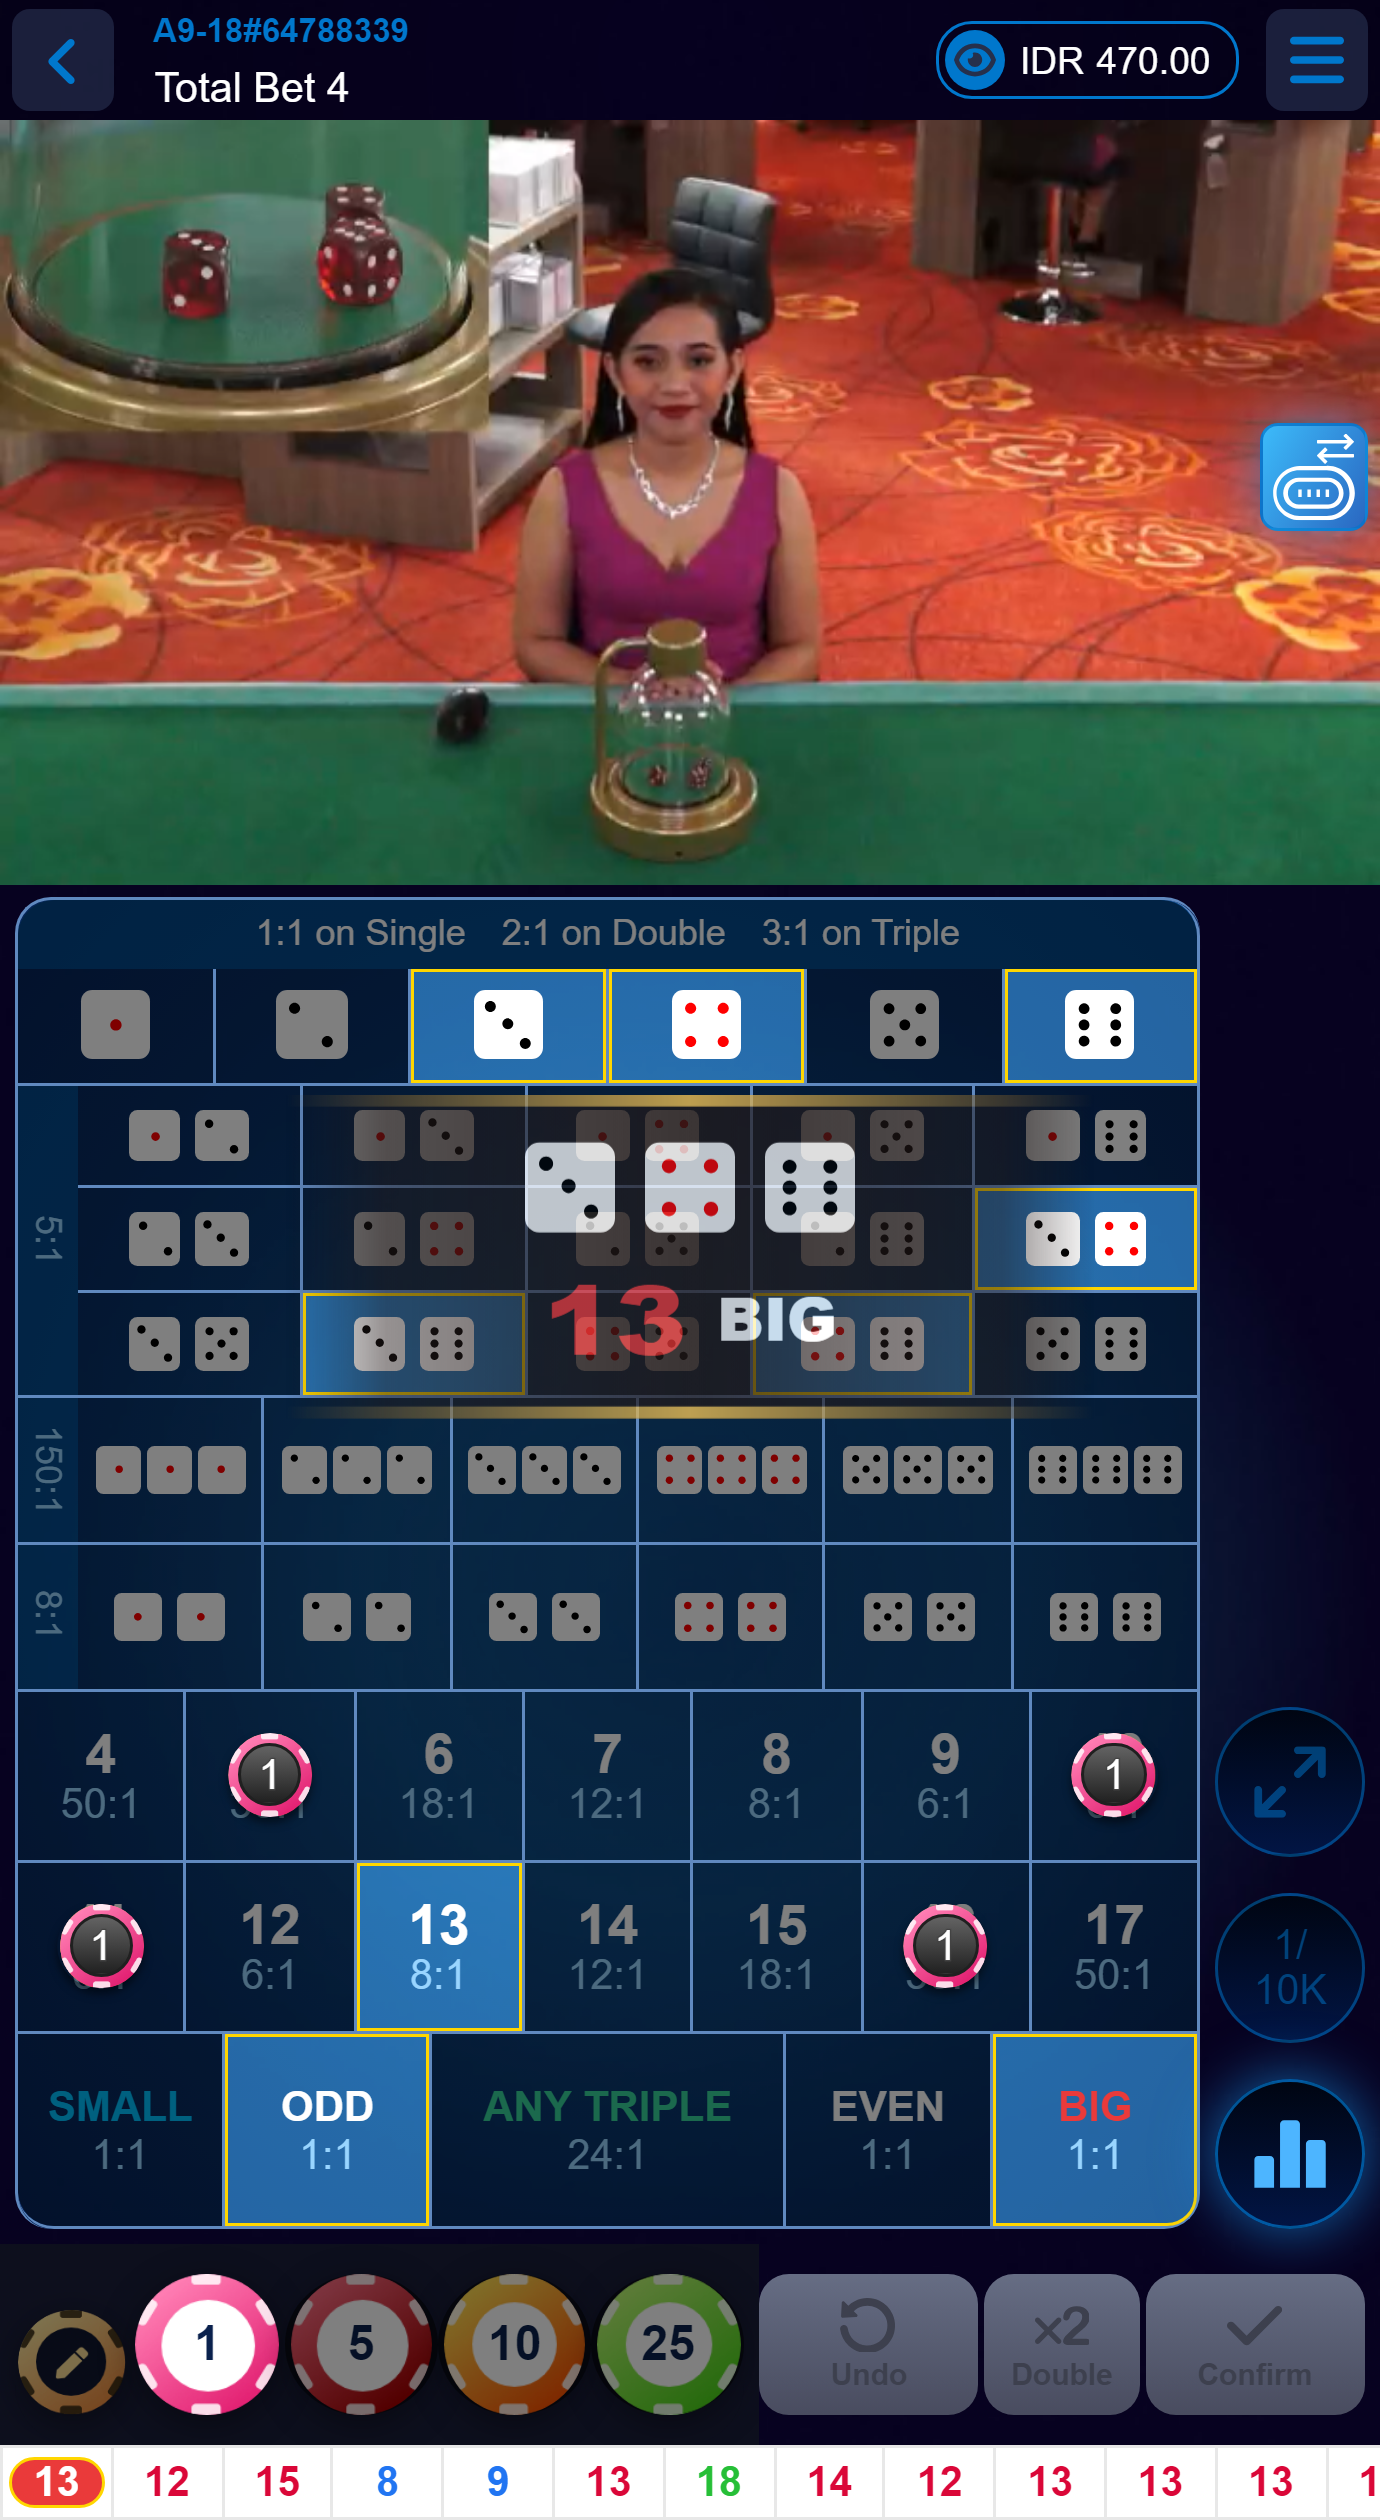 A9-18#64788339
Total Bet 4
IDR 470.00
1:1 on Single 2:1 on Double 3:1 on Triple
5:1
13 BIG
150:1
8:1
4 1 6 7 8 9 1
50:1 18:1 12:1 8:1 6:1
1 12 13 14 15 1 17
6:1 8:1 12:1 18:1 50:1
1/
10K
SMALL ODD ANY TRIPLE EVEN BIG
1:1 1:1 24:1 1:1 1:1
1 5 10 25
x2
Undo Double Confirm
13 12 15 8 9 13 18 14 12 13 13 13